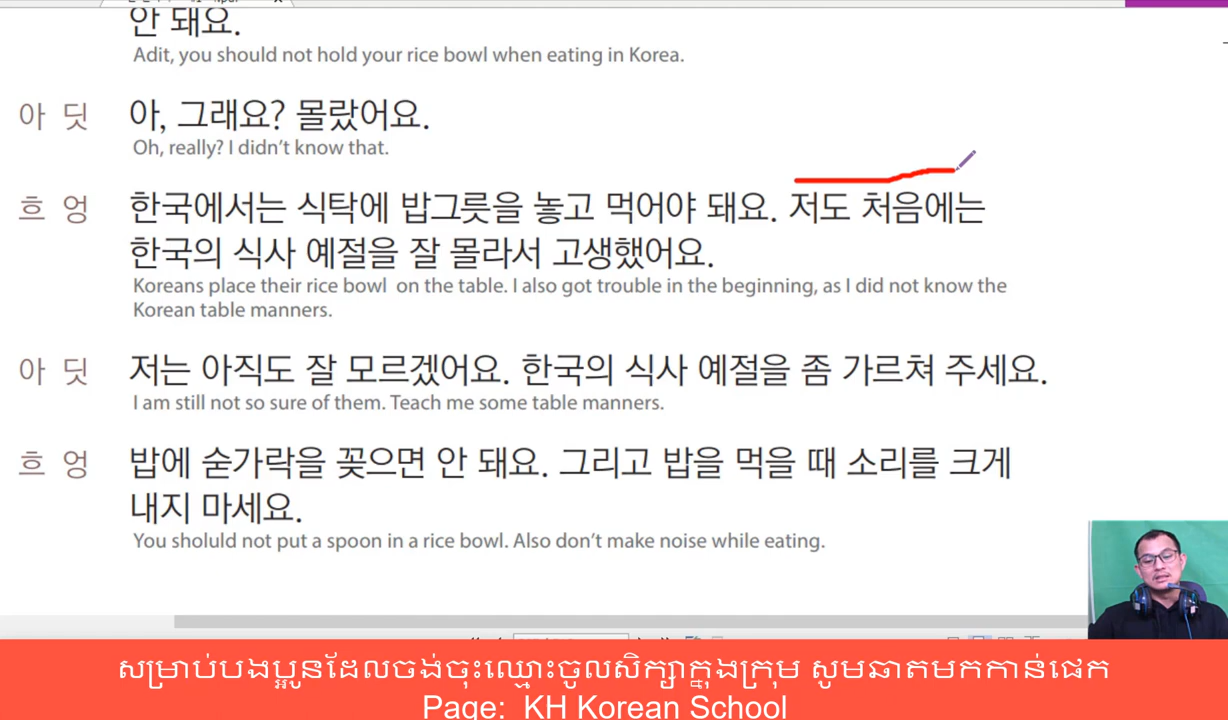 안 돼요.
Adit, you should not hold your rice bowl when eating in Korea.
아 딧 아, 그래요? 몰랐어요.
Oh, really? I didn't know that.
흐 엉 한국에서는 식탁에 밥그릇을 놓고 먹어야 돼요. 저도 처음에는
한국의 식사 예절을 잘 몰라서 고생했어요.
Koreans place their rice bowl on the table. I also got trouble in the beginning, as I did not know the
Korean table manners.
아 딧 저는 아직도 잘 모르겠어요. 한국의 식사 예절을 좀 가르쳐 주세요.
I am still not so sure of them. Teach me some table manners.
흐 엉 밥에 숟가락을 꽂으면 안 돼요. 그리고 밥을 먹을 때 소리를 크게
내지 마세요.
You sholuld not put a spoon in a rice bowl. Also don't make noise while eating.
សម្រាប់បងប្អូនដែលចង់ចុះឈ្មោះចូលសិក្សាក្នុងក្រុម សូមឆាតមកកាន់ផេក
Page: KH Korean School